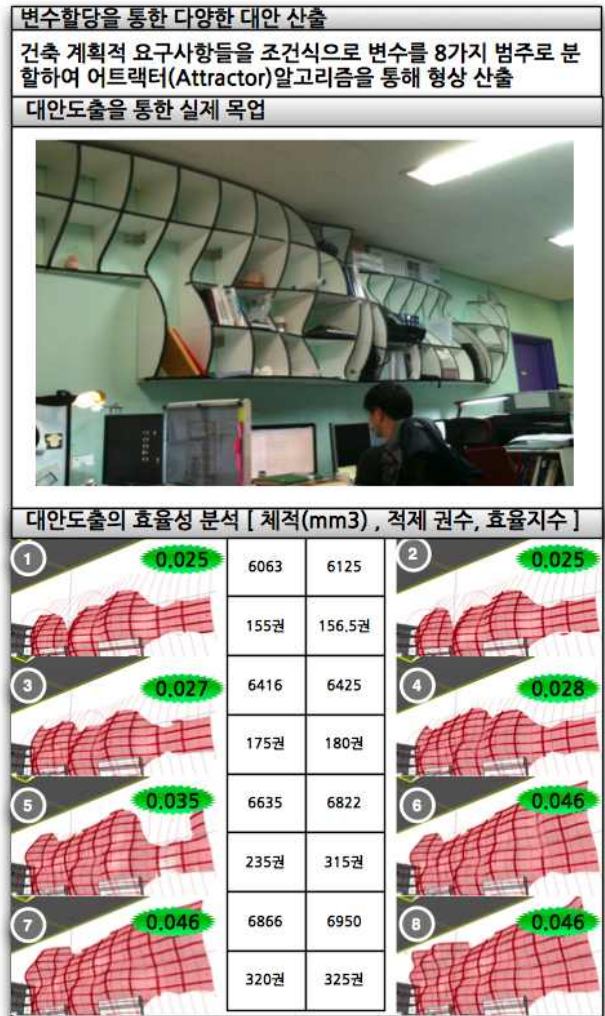 변수할당을 통한 다양한 대안 산출
건축 계획적 요구사항들을 조건식으로 변수를 8가지 범주로 분
할하여 어트랙터(Attractor)알고리즘을 통해 형상 산출
대안도출을 통한 실제 목업
대안도출의 효율성 분석 [ 체적(mm3) , 적제 권수, 효율지수 ]
1 0.025 6063 6125 2 0.025
155권 156.5권
3 0.027 6416 6425 4 0.028
175권 180권
5 0.035 6635 6822 6 0.046
235권 315권
7 0.046 6866 6950 8 0.046
320권 325권